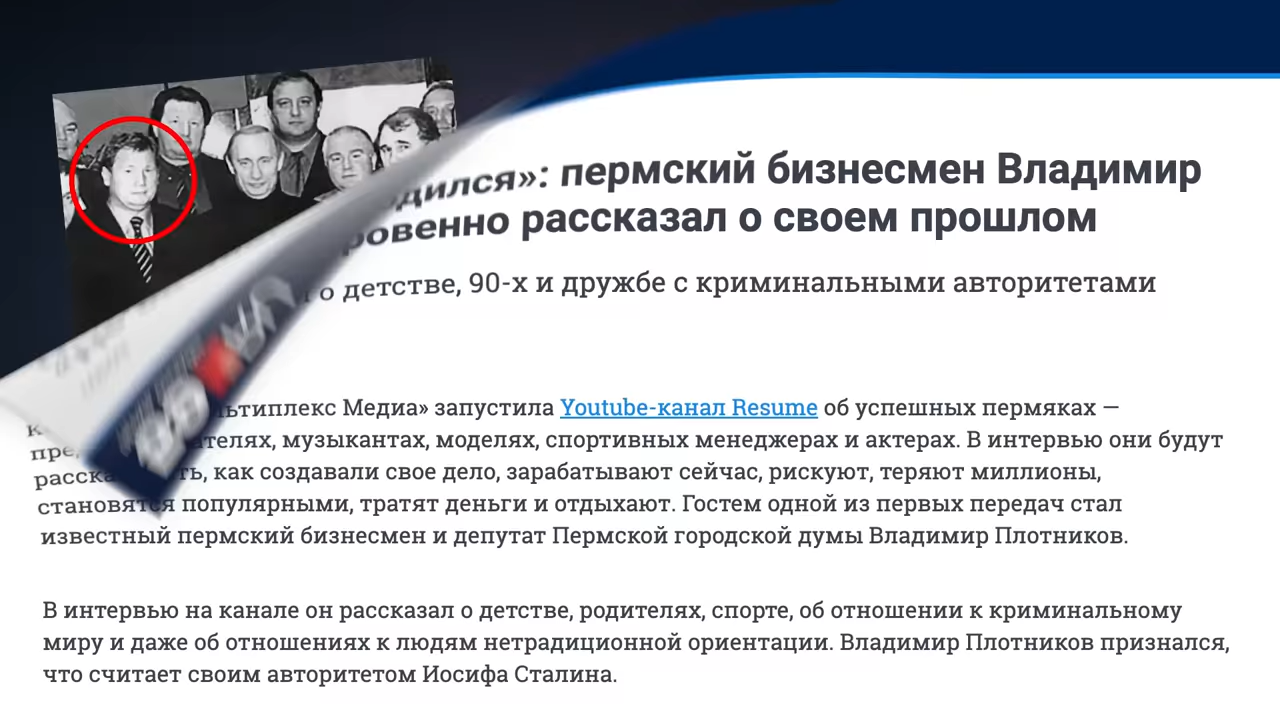 пермский бизнесмен Владимир
рассказал о своем прошлом
о детстве, 90-х и дружбе с криминальными авторитетами
Медиа» запустила Youtube-канал Resume об успешных пермяках —
музыкантах, моделях, спортивных менеджерах и актерах. В интервью они будут
как создавали свое дело, зарабатывают сейчас, рискуют, теряют миллионы,
становятся популярными, тратят деньги и отдыхают. Гостем одной из первых передач стал
известный пермский бизнесмен и депутат Пермской городской думы Владимир Плотников.
В интервью на канале он рассказал о детстве, родителях, спорте, об отношении к криминальному
миру и даже об отношениях к людям нетрадиционной ориентации. Владимир Плотников признался,
что считает своим авторитетом Иосифа Сталина.